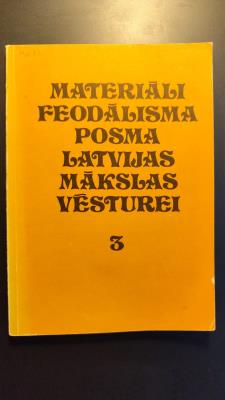 MATERIĀLI
FEODĀLISMA
POSMA
LATVIJAS
MĀKSLAS
VĒSTUREI
3